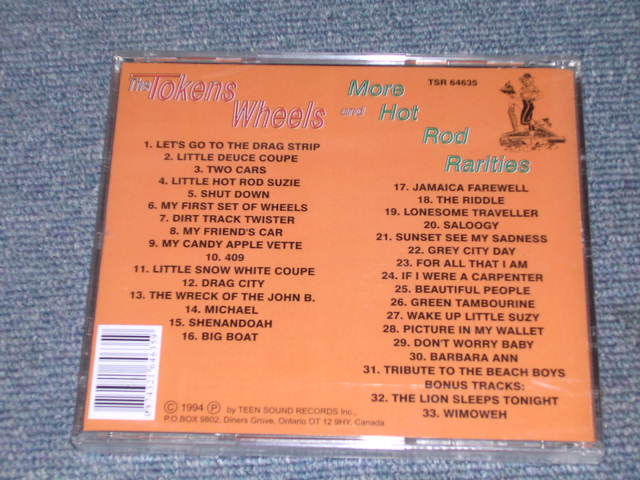 The Tokens
Wheels
and
More
Hot
Rod
Rarities
TSR 64635
1. LET'S GO TO THE DRAG STRIP
2. LITTLE DEUCE COUPE
3. TWO CARS
4. LITTLE HOT ROD SUZIE
5. SHUT DOWN
6. MY FIRST SET OF WHEELS
7. DIRT TRACK TWISTER
8. MY FRIEND'S CAR
9. MY CANDY APPLE VETTE
10. 409
11. LITTLE SNOW WHITE COUPE
12. DRAG CITY
13. THE WRECK OF THE JOHN B.
14. MICHAEL
15. SHENANDOAH
16. BIG BOAT
17. JAMAICA FAREWELL
18. THE RIDDLE
19. LONESOME TRAVELLER
20. SALOOGY
21. SUNSET SEE MY SADNESS
22. GREY CITY DAY
23. FOR ALL THAT I AM
24. IF I WERE A CARPENTER
25. BEAUTIFUL PEOPLE
26. GREEN TAMBOURINE
27. WAKE UP LITTLE SUZY
28. PICTURE IN MY WALLET
29. DON'T WORRY BABY
30. BARBARA ANN
31. TRIBUTE TO THE BEACH BOYS
BONUS TRACKS:
32. THE LION SLEEPS TONIGHT
33. WIMOWEH
© 1994 ℗ by TEEN SOUND RECORDS Inc.,
P.O.BOX 9802, Diners Grove, Ontario OT 12 9HY, Canada